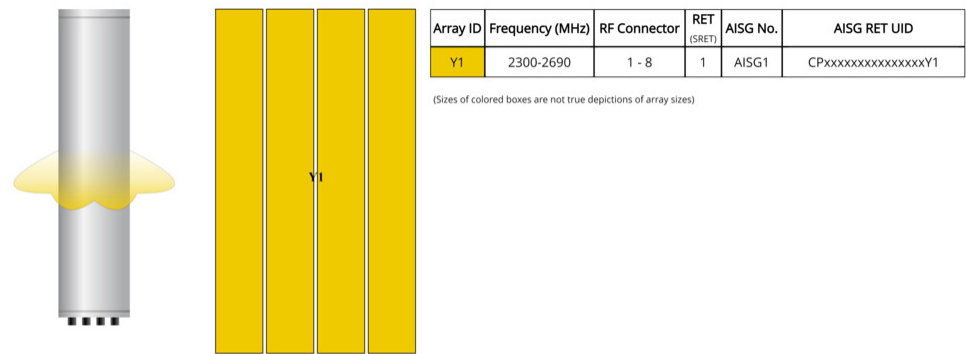 Y1
Array ID Frequency (MHz) RF Connector RET (SRET) AISG No. AISG RET UID
Y1 2300-2690 1 - 8 1 AISG1 CPxxxxxxxxxxxxxxxY1
(Sizes of colored boxes are not true depictions of array sizes)